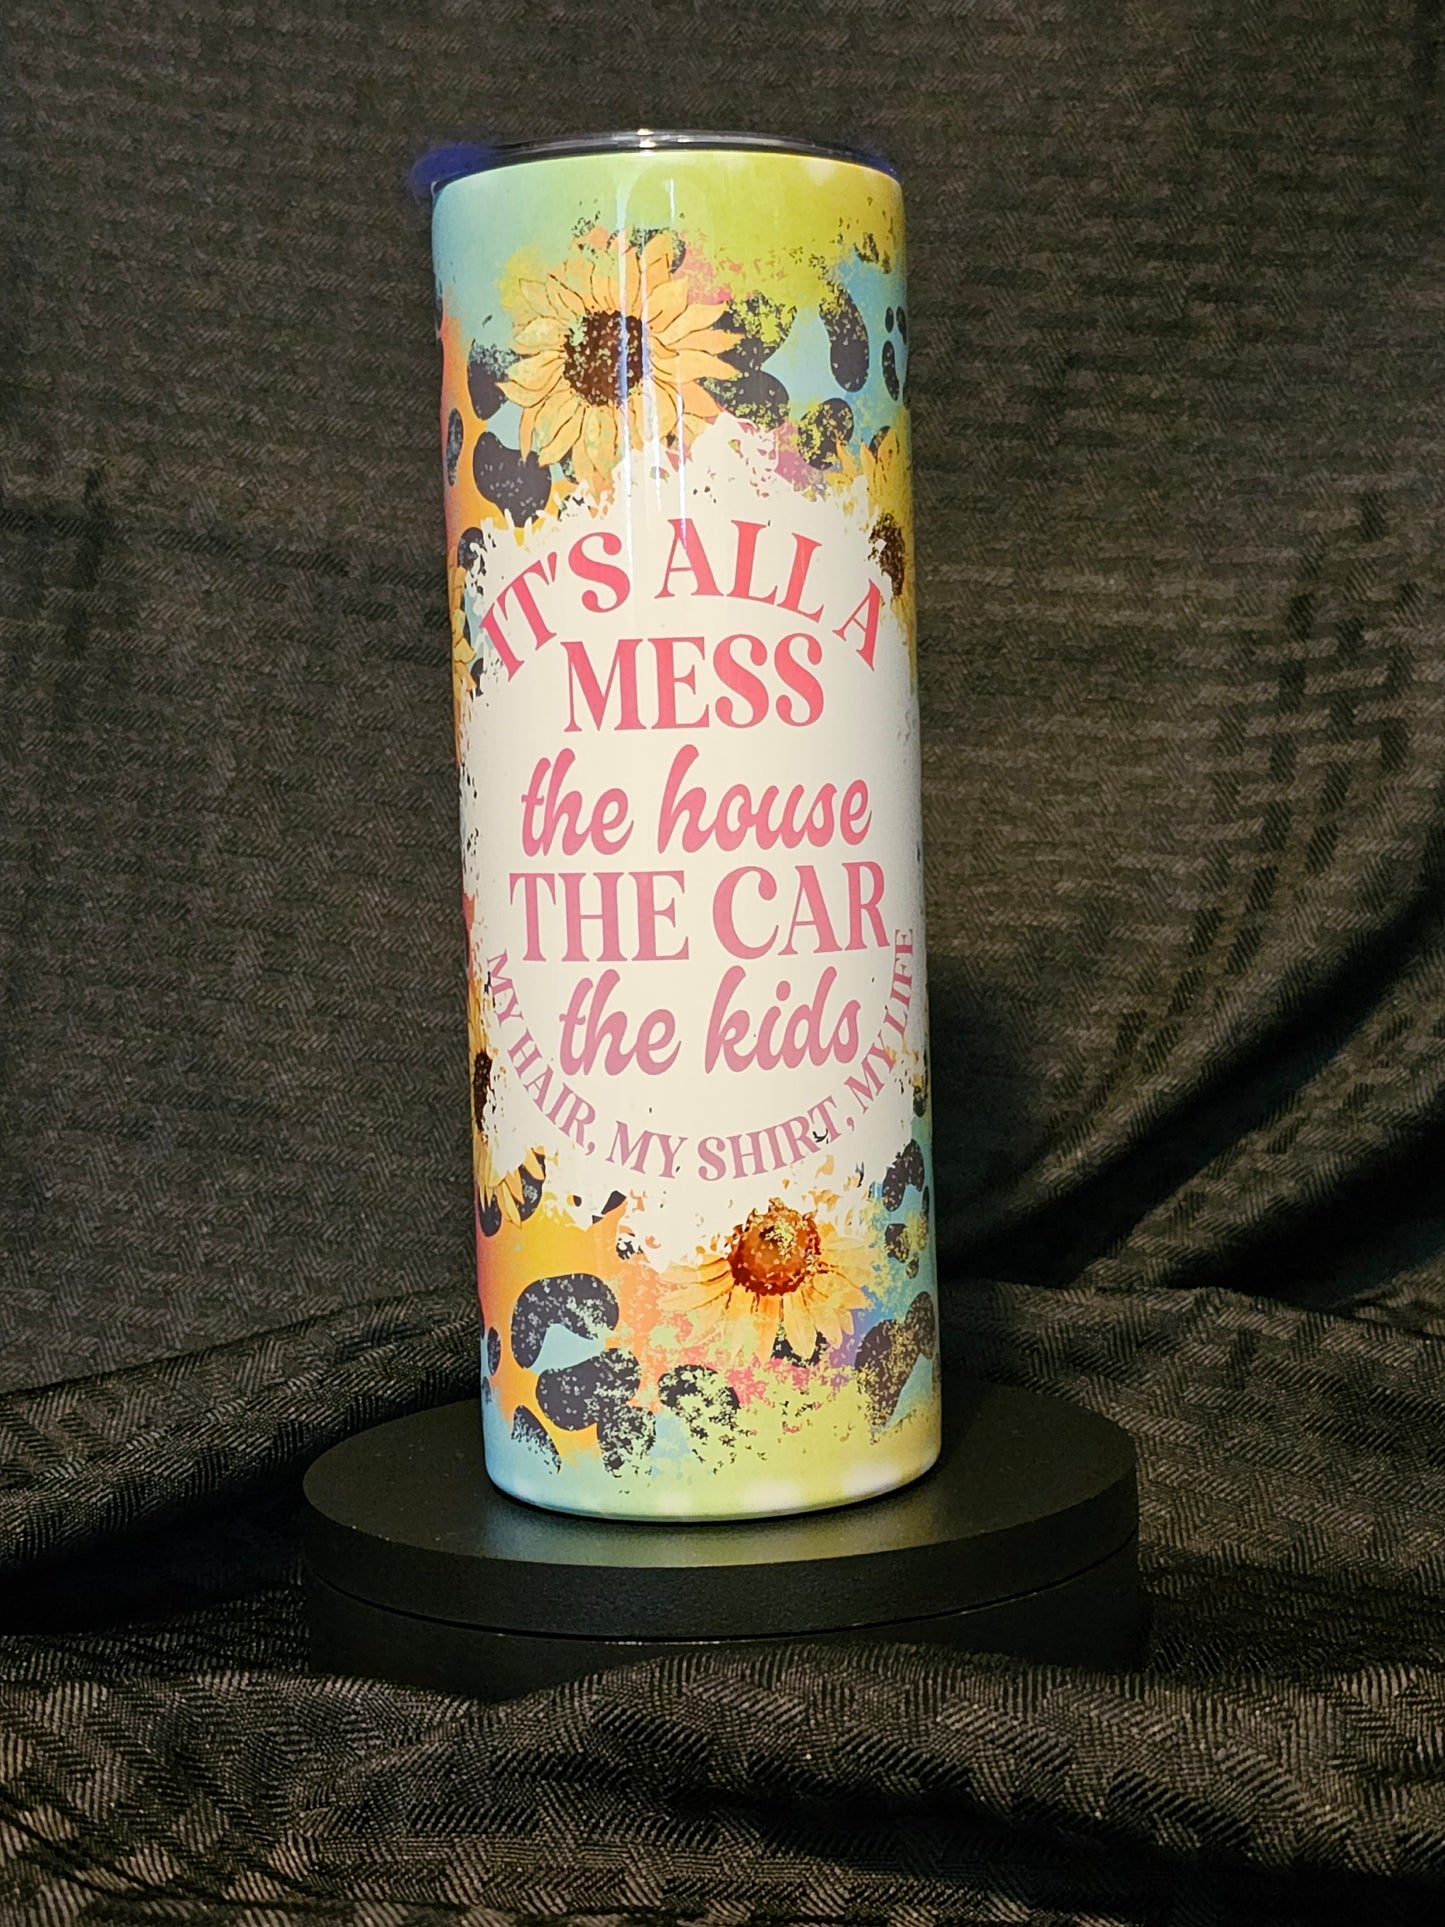 IT'S ALL A
MESS
the house
THE CAR
the kids
MY HAIR, MY SHIRT, MY LIFE